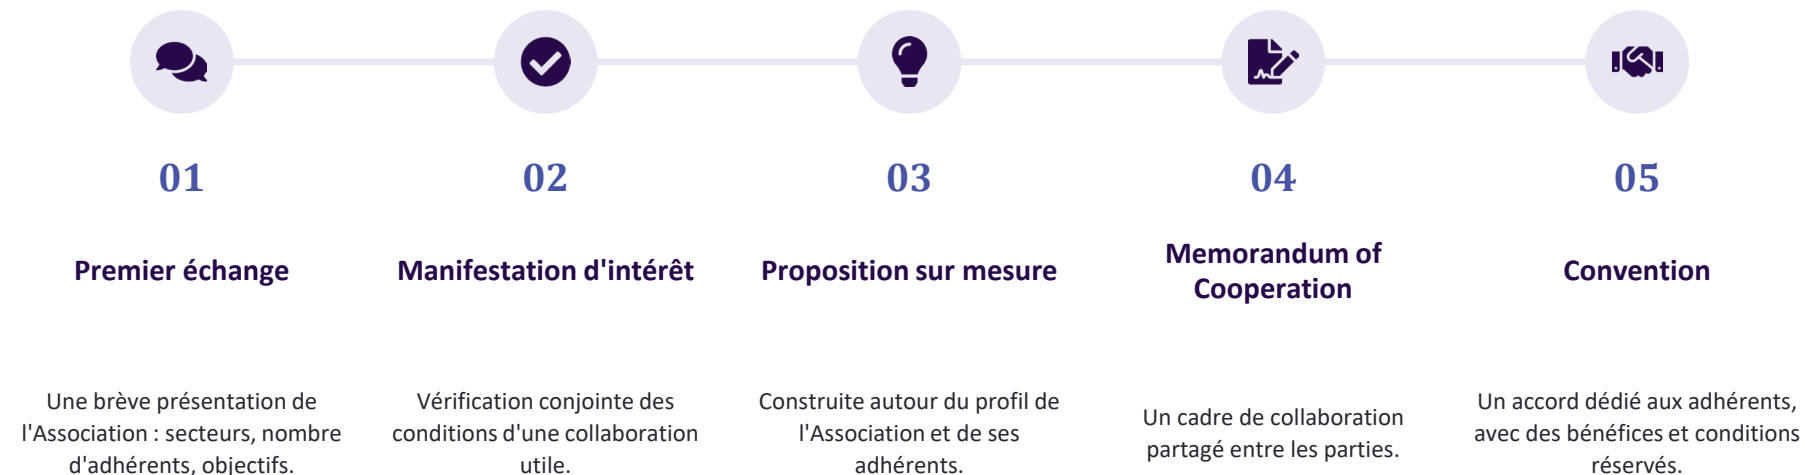 01
Premier échange
Une brève présentation de
l'Association : secteurs, nombre
d'adhérents, objectifs.
02
Manifestation d'intérêt
Vérification conjointe des
conditions d'une collaboration
utile.
03
Proposition sur mesure
Construite autour du profil de
l'Association et de ses
adhérents.
04
Memorandum of
Cooperation
Un cadre de collaboration
partagé entre les parties.
05
Convention
Un accord dédié aux adhérents,
avec des bénéfices et conditions
réservés.